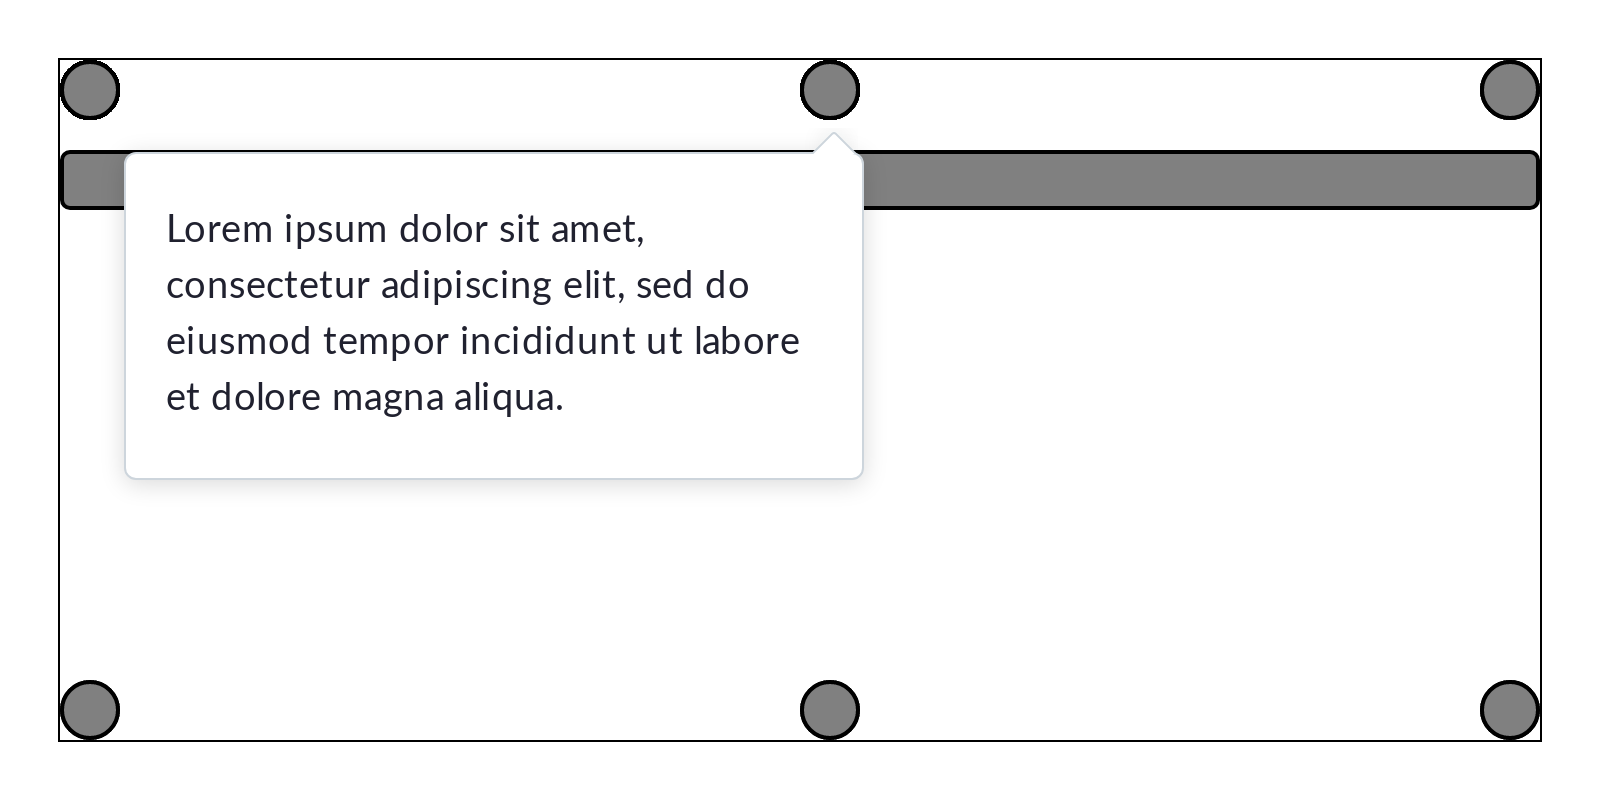 Lorem ipsum dolor sit amet,
consectetur adipiscing elit, sed do
eiusmod tempor incididunt ut labore
et dolore magna aliqua.